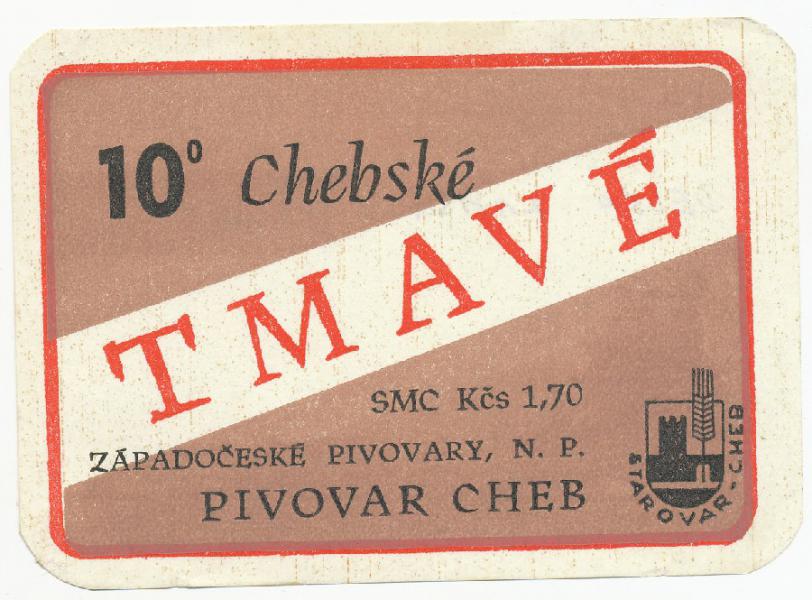 10° Chebské
TMAVÉ
SMC Kčs 1,70
ZÁPADOČESKÉ PIVOVARY, N. P.
PIVOVAR CHEB
STAROVAR-CHEB